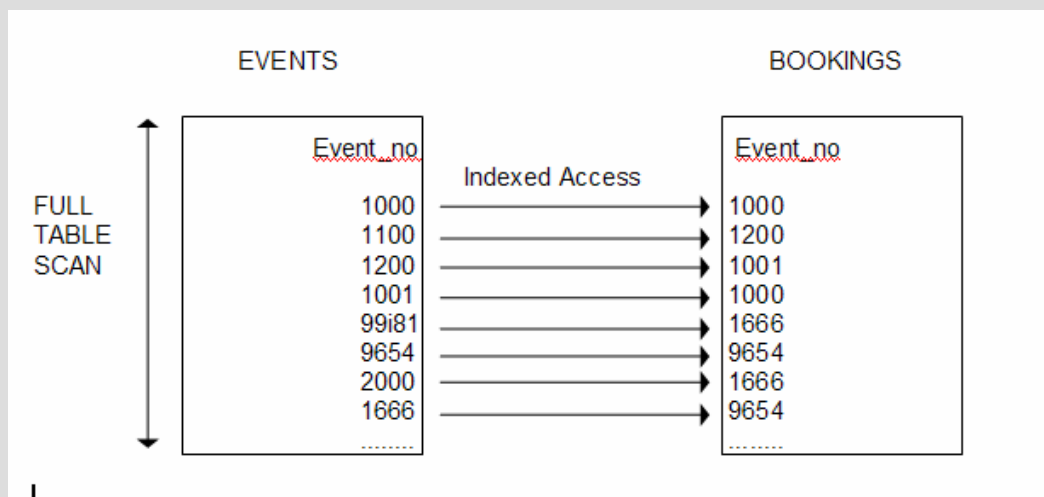 EVENTS BOOKINGS
Event_no Event_no
Indexed Access
FULL 1000 1000
TABLE 1100 1200
SCAN 1200 1001
1001 1000
99i81 1666
9654 9654
2000 1666
1666 9654
........ ........